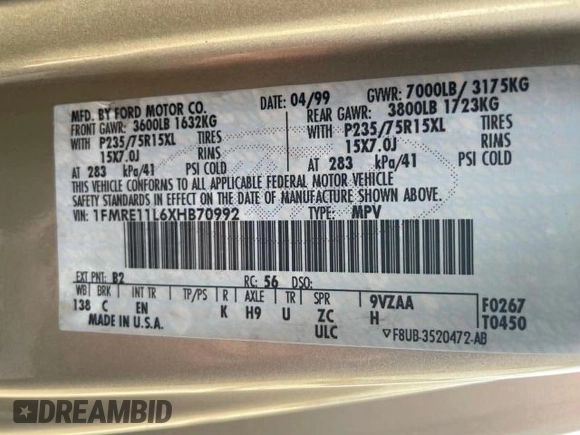 MFD. BY FORD MOTOR CO.
DATE: 04/99 GVWR: 7000LB/ 3175KG
FRONT GAWR: 3600LB 1632KG
REAR GAWR: 3800LB 1723KG
WITH P235/75R15XL TIRES
WITH P235/75R15XL TIRES
15X7.0J RIMS
15X7.0J RIMS
AT 283 kPa/41 PSI COLD
AT 283 kPa/41 PSI COLD
THIS VEHICLE CONFORMS TO ALL APPLICABLE FEDERAL MOTOR VEHICLE
SAFETY STANDARDS IN EFFECT ON THE DATE OF MANUFACTURE SHOWN ABOVE.
VIN: 1FMRE11L6XHB70992 TYPE: MPV
EXT PNT: B2 RC: 56 DSO:
WB BRK INT TR TP/PS R AXLE TR SPR 9VZAA F0267
138 C EN K H9 U ZC H T0450
MADE IN U.S.A. ULC ▽F8UB-3520472-AB
DREAMBID